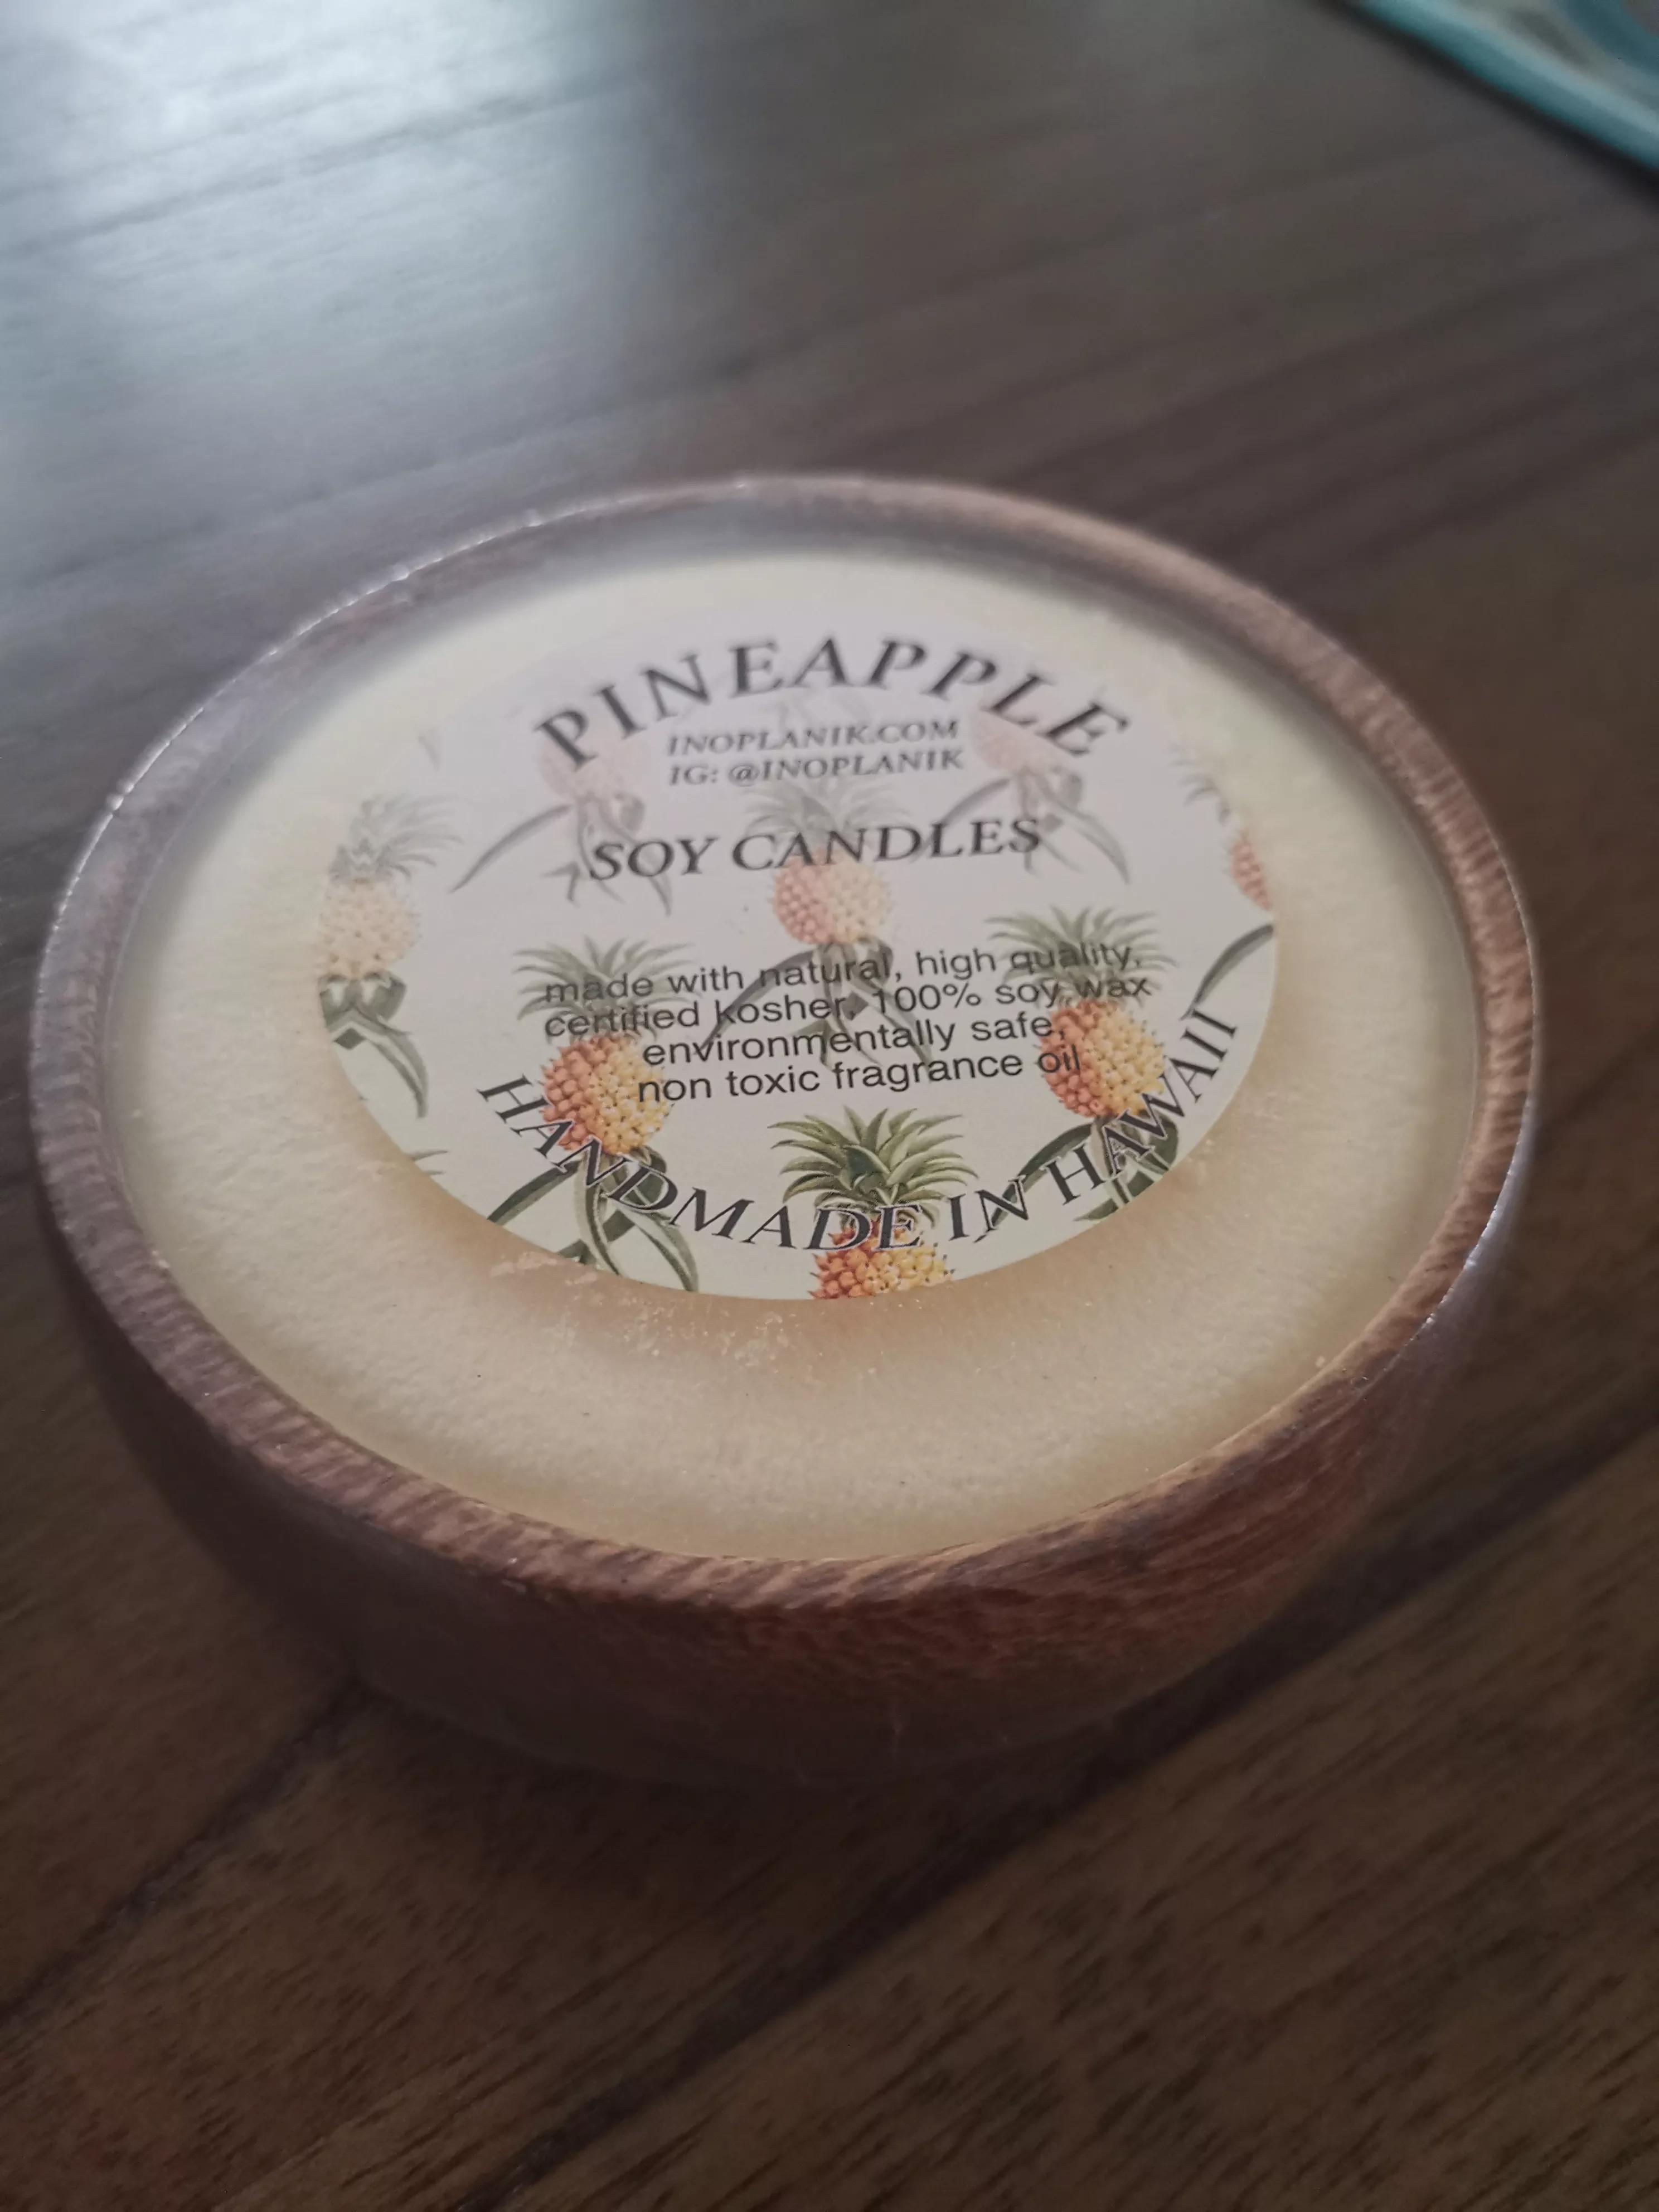 PINEAPPLE
INOPLANIK.COM
IG: @INOPLANIK
SOY CANDLES
made with natural, high quality,
certified kosher, 100% soy wax
environmentally safe,
non toxic fragrance oil
HANDMADE IN HAWAII